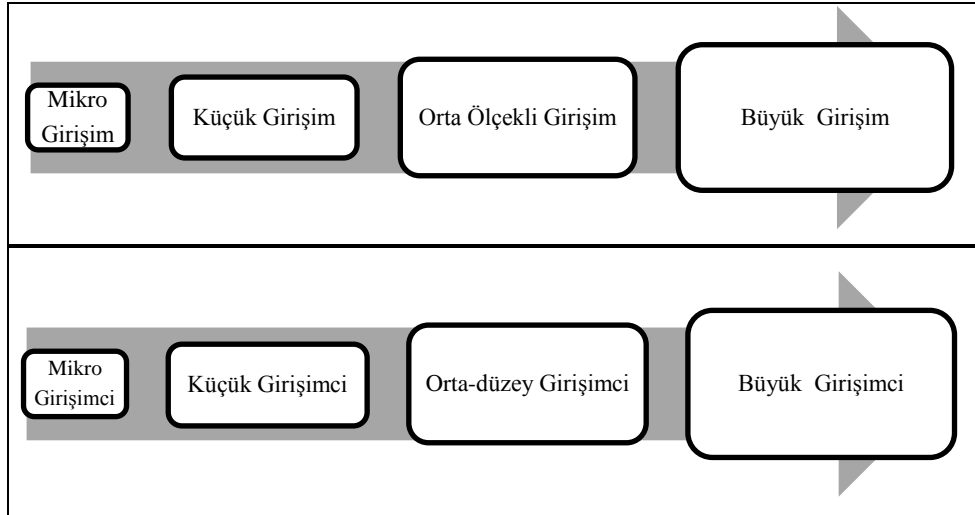 Mikro
Girişim
Küçük Girişim
Orta Ölçekli Girişim
Büyük Girişim
Mikro
Girişimci
Küçük Girişimci
Orta-düzey Girişimci
Büyük Girişimci